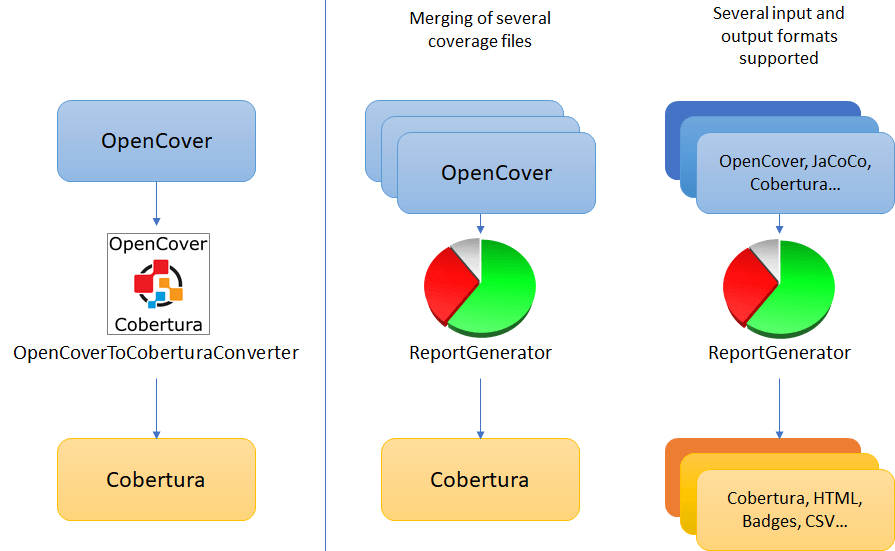 OpenCover
OpenCover
Cobertura
OpenCoverToCoberturaConverter
Cobertura
Merging of several
coverage files
OpenCover
ReportGenerator
Cobertura
Several input and
output formats
supported
OpenCover, JaCoCo,
Cobertura...
ReportGenerator
Cobertura, HTML,
Badges, CSV...